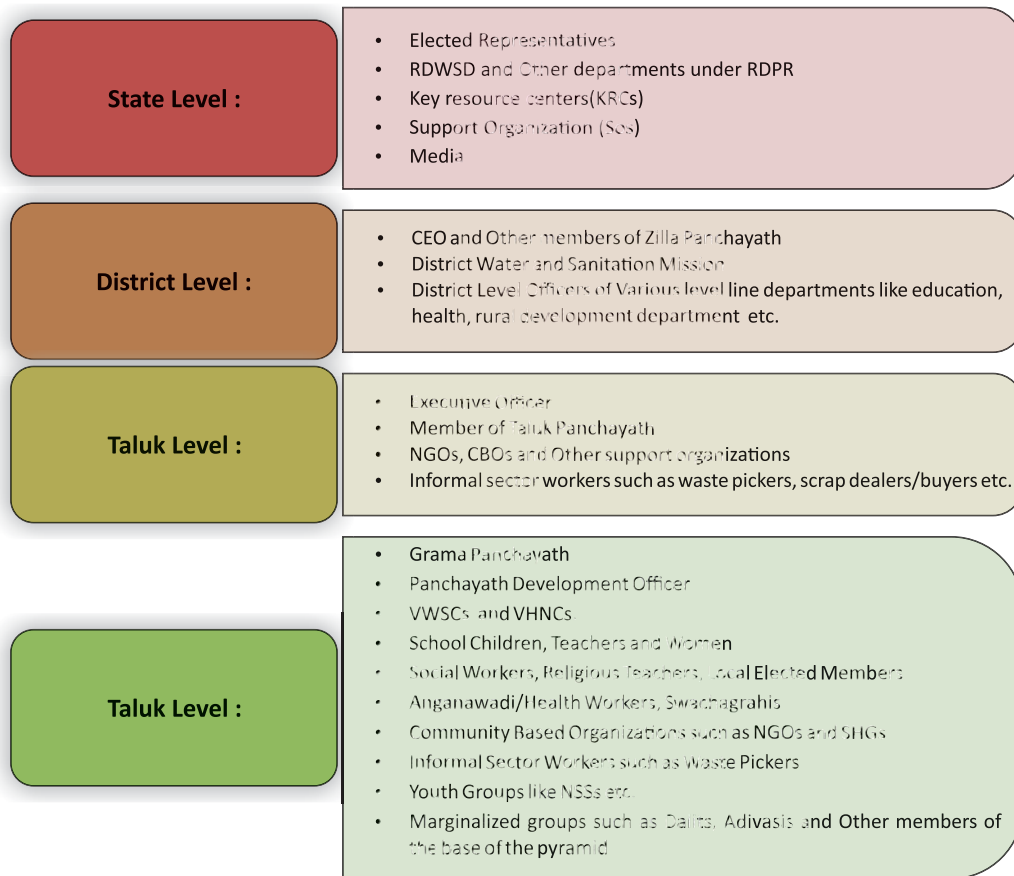 State Level :
• Elected Representatives
• RDWSD and Other departments under RDPR
• Key resource centers(KRCs)
• Support Organization (Sos)
• Media
District Level :
• CEO and Other members of Zilla Panchayath
• District Water and Sanitation Mission
• District Level Officers of Various level line departments like education,
health, rural development department etc.
Taluk Level :
• Executive Officer
• Member of Taluk Panchayath
• NGOs, CBOs and Other support organizations
• Informal sector workers such as waste pickers, scrap dealers/buyers etc.
Taluk Level :
• Grama Panchayath
• Panchayath Development Officer
• VWSCs and VHNCs
• School Children, Teachers and Women
• Social Workers, Religious Teachers, Local Elected Members
• Anganawadi/Health Workers, Swachagrahis
• Community Based Organizations such as NGOs and SHGs
• Informal Sector Workers such as Waste Pickers
• Youth Groups like NSSs etc.
• Marginalized groups such as Dalits, Adivasis and Other members of
the base of the pyramid